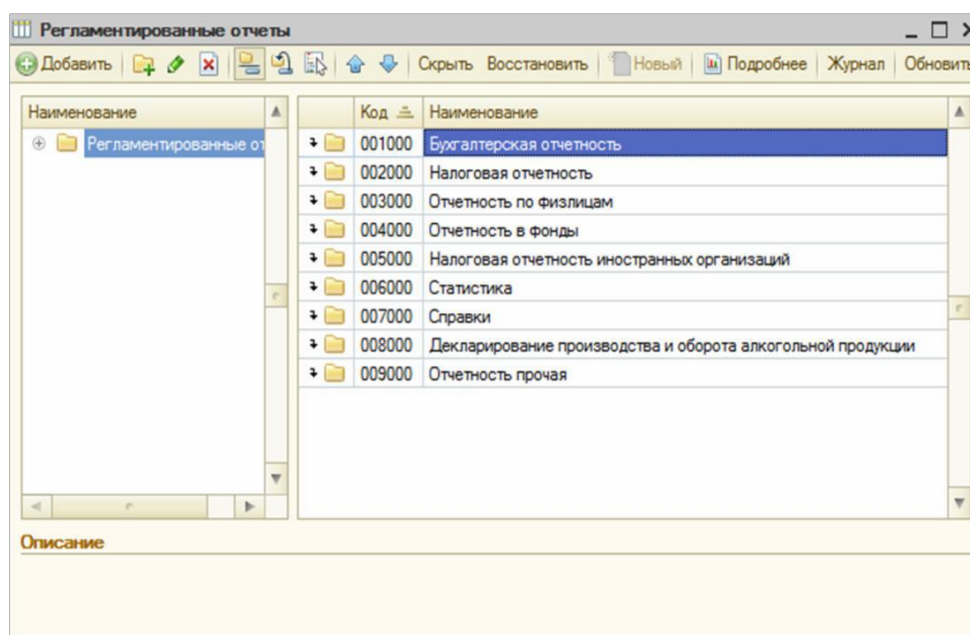 Регламентированные отчеты
Добавить Скрыть Восстановить Новый Подробнее Журнал Обновить
Наименование
Регламентированные от
Код Наименование
001000 Бухгалтерская отчетность
002000 Налоговая отчетность
003000 Отчетность по физлицам
004000 Отчетность в фонды
005000 Налоговая отчетность иностранных организаций
006000 Статистика
007000 Справки
008000 Декларирование производства и оборота алкогольной продукции
009000 Отчетность прочая
Описание